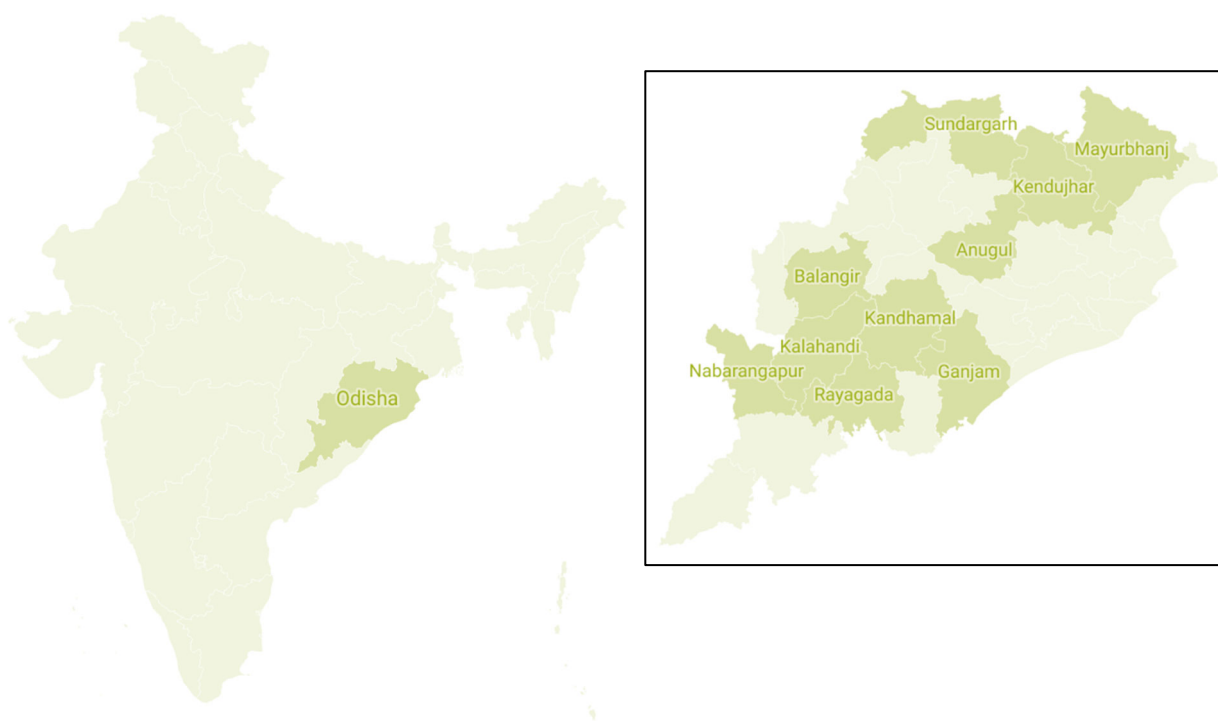 Odisha
Sundargarh
Mayurbhanj
Kendujhar
Anugul
Balangir
Kandhamal
Kalahandi
Nabarangapur
Ganjam
Rayagada